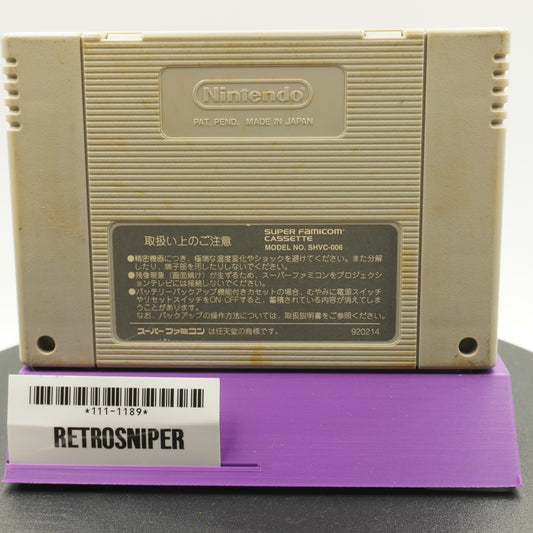 Nintendo
PAT. PEND. MADE IN JAPAN
取扱い上のご注意
SUPER FAMICOM
CASSETTE
MODEL NO. SHVC-006
●精密機器につき、極端な温度変化やショックを避けてください。また分解
したり、端子部を汚したりしないでください。
●残像現象（画面焼け）が生ずるため、スーパーファミコンをプロジェクシ
ョンテレビには接続しないでください。
●バッテリーバックアップ機能付きカセットの場合、むやみに電源スイッチ
やリセットスイッチをON・OFFすると、蓄積されている内容が消えてしま
うことがあります。
なお、バックアップの操作方法については、取扱説明書をご参照ください。
スーパーファミコン は任天堂の商標です。
920214
*111-1189*
RETROSNIPER